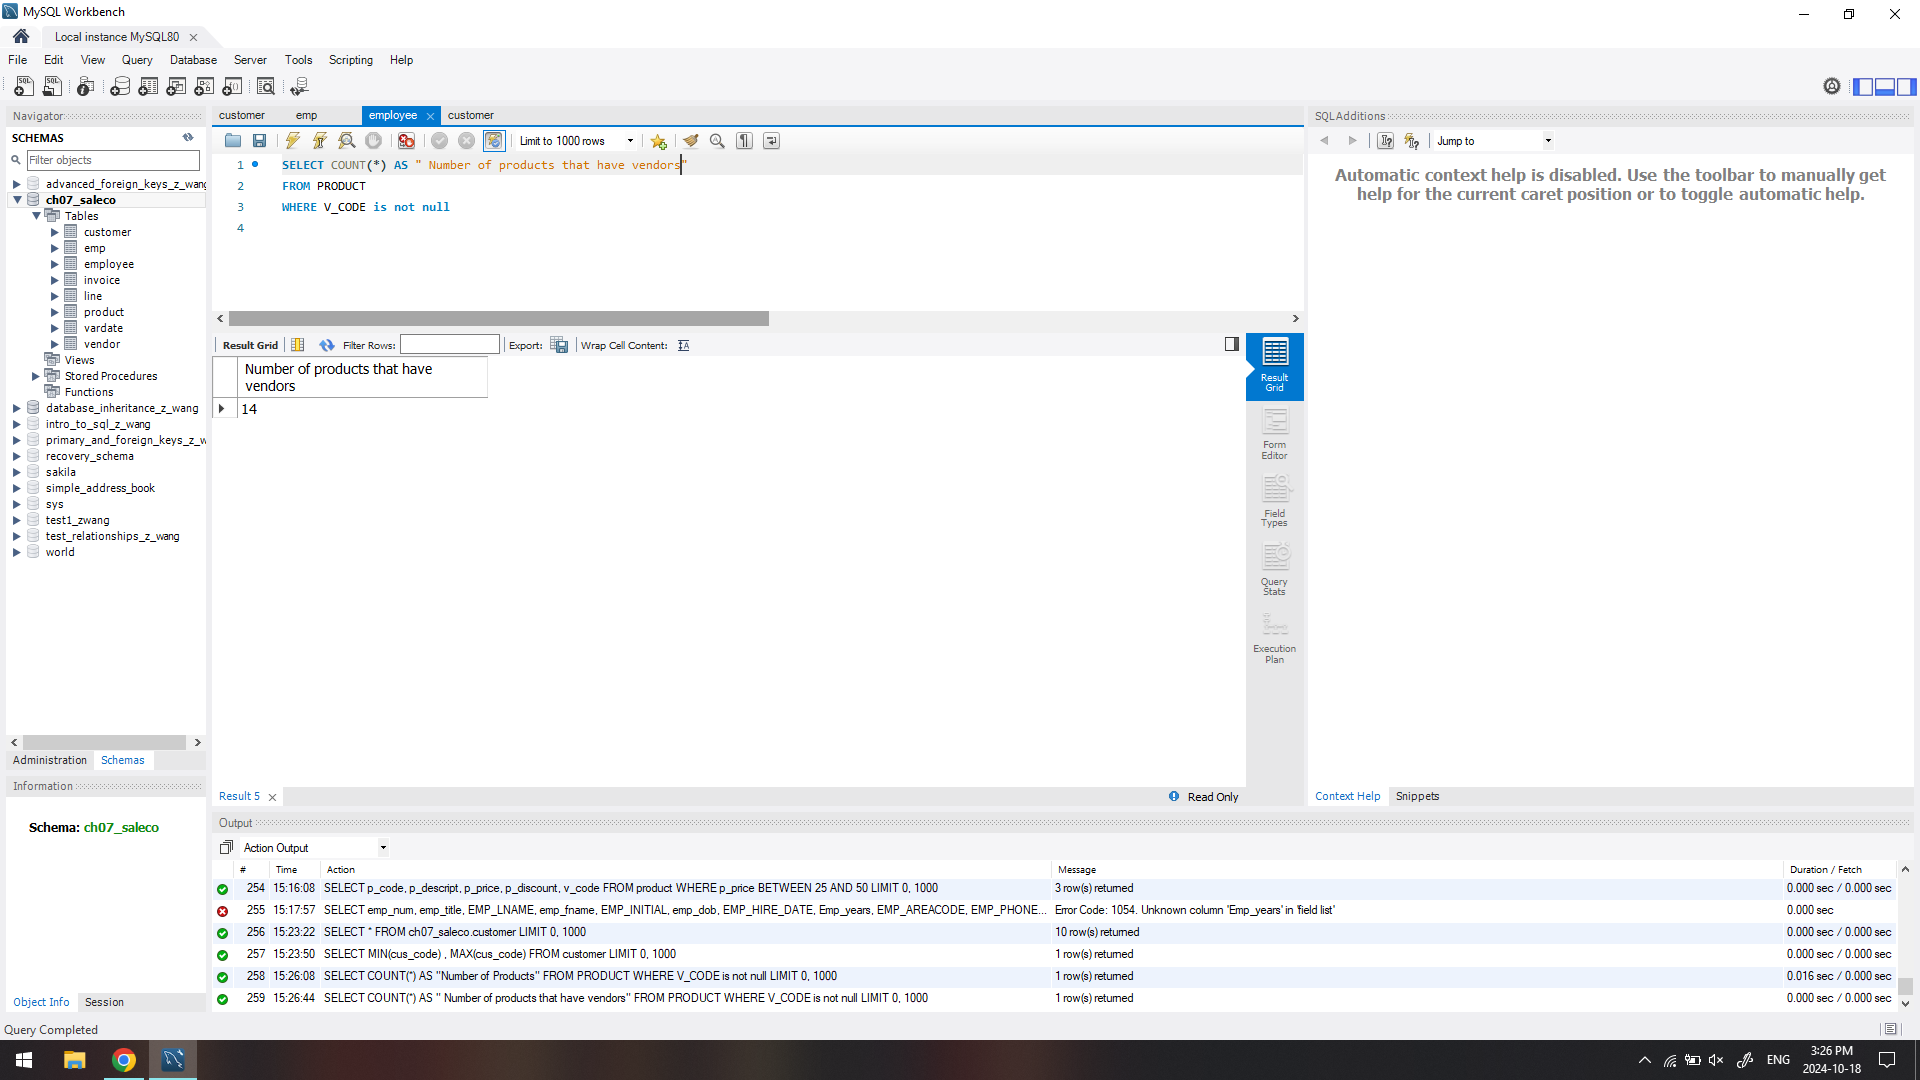 MySQL Workbench
Local instance MySQL80
File Edit View Query Database Server Tools Scripting Help
Navigator
SCHEMAS
Filter objects
advanced_foreign_keys_z_wang
ch07_saleco
Tables
customer
emp
employee
invoice
line
product
vardate
vendor
Views
Stored Procedures
Functions
database_inheritance_z_wang
intro_to_sql_z_wang
primary_and_foreign_keys_z_w
recovery_schema
sakila
simple_address_book
sys
test1_zwang
test_relationships_z_wang
world
Administration Schemas
Information
Schema: ch07_saleco
Object Info Session
customer emp employee customer
Limit to 1000 rows
1 SELECT COUNT(*) AS " Number of products that have vendors"
2 FROM PRODUCT
3 WHERE V_CODE is not null
4
Result Grid Filter Rows: Export: Wrap Cell Content:
Number of products that have
vendors
14
Result
Grid
Form
Editor
Field
Types
Query
Stats
Execution
Plan
Result 5 Read Only
SQLAdditions
Jump to
Automatic context help is disabled. Use the toolbar to manually get
help for the current caret position or to toggle automatic help.
Context Help Snippets
Output
Action Output
# Time Action Message Duration / Fetch
254 15:16:08 SELECT p_code, p_descript, p_price, p_discount, v_code FROM product WHERE p_price BETWEEN 25 AND 50 LIMIT 0, 1000 3 row(s) returned 0.000 sec / 0.000 sec
255 15:17:57 SELECT emp_num, emp_title, EMP_LNAME, emp_fname, EMP_INITIAL, emp_dob, EMP_HIRE_DATE, Emp_years, EMP_AREACODE, EMP_PHONE... Error Code: 1054. Unknown column 'Emp_years' in 'field list' 0.000 sec
256 15:23:22 SELECT * FROM ch07_saleco.customer LIMIT 0, 1000 10 row(s) returned 0.000 sec / 0.000 sec
257 15:23:50 SELECT MIN(cus_code) , MAX(cus_code) FROM customer LIMIT 0, 1000 1 row(s) returned 0.000 sec / 0.000 sec
258 15:26:08 SELECT COUNT(*) AS "Number of Products" FROM PRODUCT WHERE V_CODE is not null LIMIT 0, 1000 1 row(s) returned 0.016 sec / 0.000 sec
259 15:26:44 SELECT COUNT(*) AS " Number of products that have vendors" FROM PRODUCT WHERE V_CODE is not null LIMIT 0, 1000 1 row(s) returned 0.000 sec / 0.000 sec
Query Completed
ENG
3:26 PM
2024-10-18